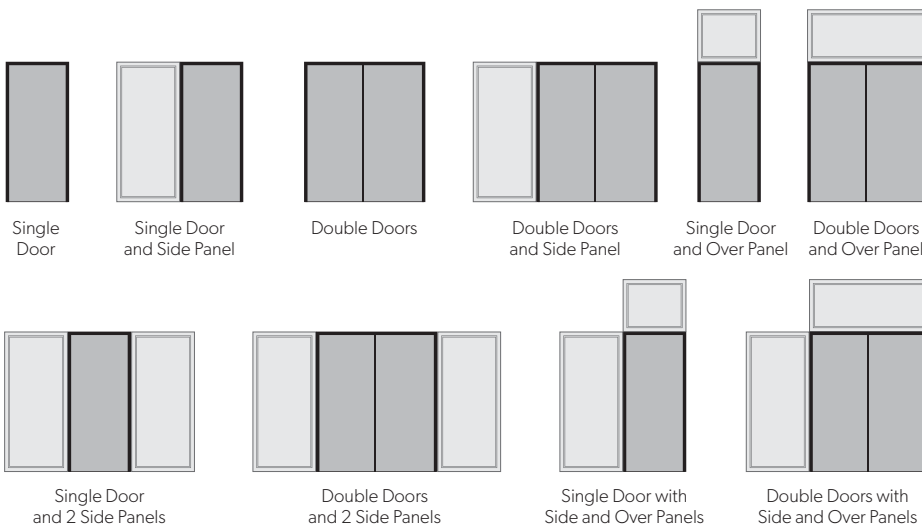 Single
Door
Single Door
and Side Panel
Double Doors
Double Doors
and Side Panel
Single Door
and Over Panel
Double Doors
and Over Panel
Single Door
and 2 Side Panels
Double Doors
and 2 Side Panels
Single Door with
Side and Over Panels
Double Doors with
Side and Over Panels